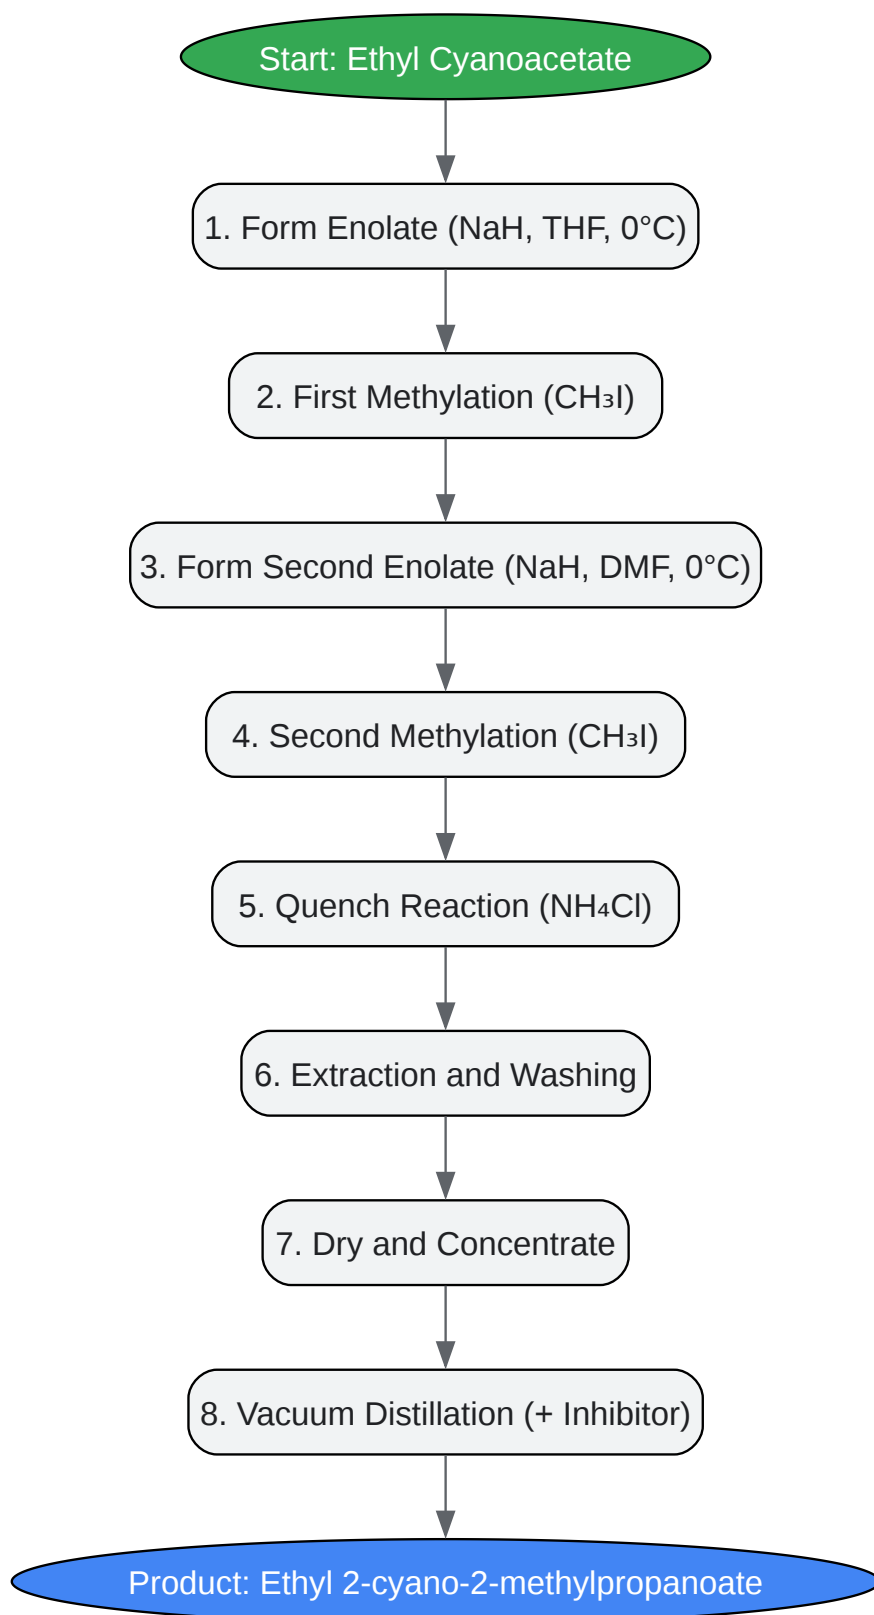 Start: Ethyl Cyanoacetate
1. Form Enolate (NaH, THF, 0°C)
2. First Methylation (CH₃I)
3. Form Second Enolate (NaH, DMF, 0°C)
4. Second Methylation (CH₃I)
5. Quench Reaction (NH₄Cl)
6. Extraction and Washing
7. Dry and Concentrate
8. Vacuum Distillation (+ Inhibitor)
Product: Ethyl 2-cyano-2-methylpropanoate